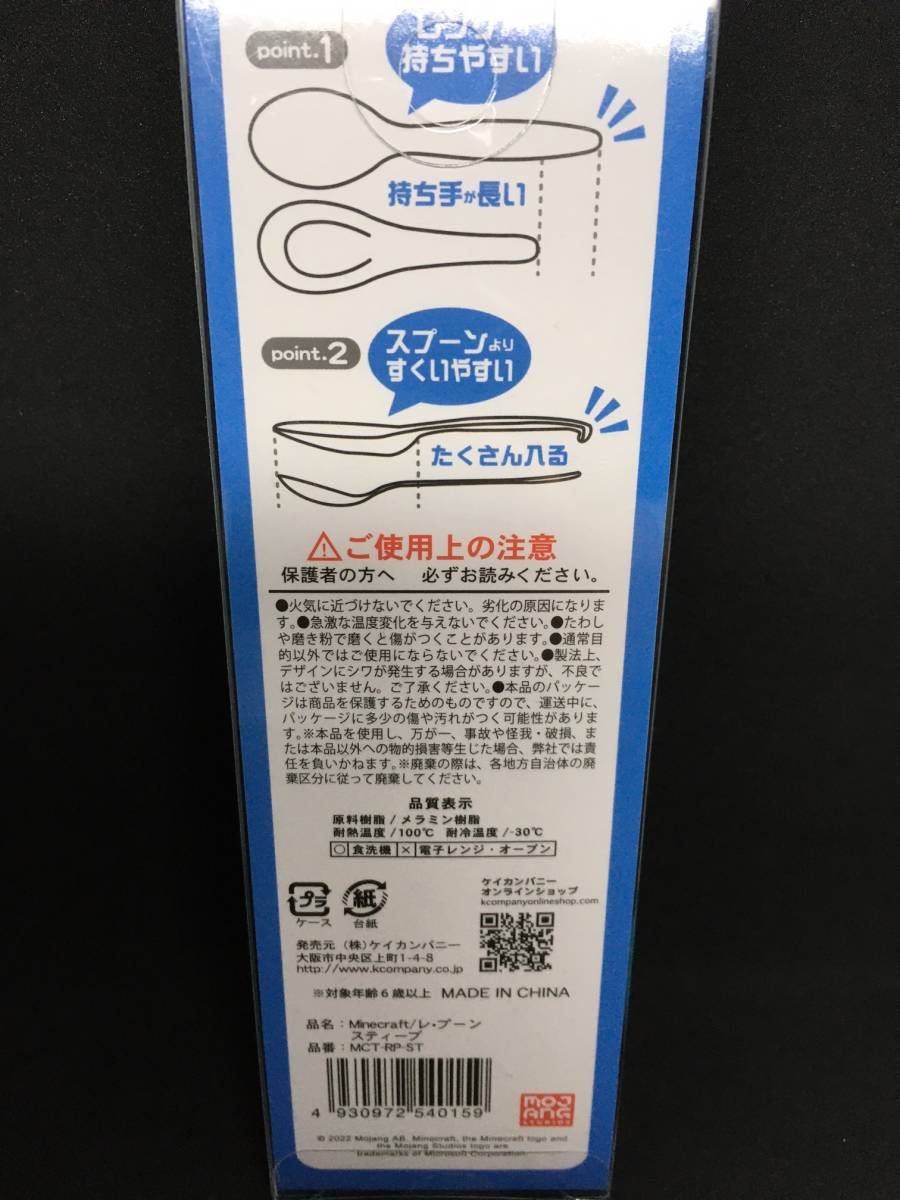 point.1
持ちやすい
持ち手が長い
point.2
スプーンより
すくいやすい
たくさん入る
ご使用上の注意
保護者の方へ 必ずお読みください。
●火気に近づけないでください。劣化の原因になりま
す。●急激な温度変化を与えないでください。●たわし
や磨き粉で磨くと傷がつくことがあります。●通常目
的以外ではご使用にならないでください。●製法上、
デザインにシワが発生する場合がありますが、不良で
はございません。ご了承ください。●本品のパッケー
ジは商品を保護するためのものですので、運送中に、
パッケージに多少の傷や汚れがつく可能性がありま
す。※本品を使用し、万が一、事故や怪我・破損、ま
たは本品以外への物的損害等生じた場合、弊社では責
任を負いかねます。※廃棄の際は、各地方自治体の廃
棄区分に従って廃棄してください。
品質表示
原料樹脂/メラミン樹脂
耐熱温度/100℃ 耐冷温度/-30℃
○ 食洗機 × 電子レンジ・オーブン
プラ
ケース
紙
台紙
ケイカンパニー
オンラインショップ
kcompanyonlineshop.com
発売元 (株)ケイカンパニー
大阪市中央区上町1-4-8
http://www.kcompany.co.jp
※対象年齢6歳以上 MADE IN CHINA
品名:Minecraft/レ・プーン
スティーブ
品番:MCT-RP-ST
4 930972 540159
MOJ
ANG
STUDIOS
© 2022 Mojang AB. Minecraft, the Minecraft logo and
the Mojang Studios logo are
trademarks of Microsoft Corporation.